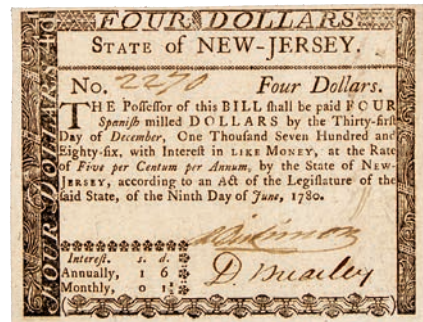 FOUR DOLLARS
STATE of NEW-JERSEY.
No. 2270 Four Dollars.
THE Possessor of this BILL shall be paid FOUR
Spanish milled DOLLARS by the Thirty-first
Day of December, One Thousand Seven Hundred and
Eighty-six, with Interest in LIKE MONEY, at the Rate
of Five per Centum per Annum, by the State of NEW-
JERSEY, according to an Act of the Legislature of the
said State, of the Ninth Day of June, 1780.
Interest. s. d.
Annually, 1 6
Monthly, 0 1½
D. Brearley
FOUR DOLLARS